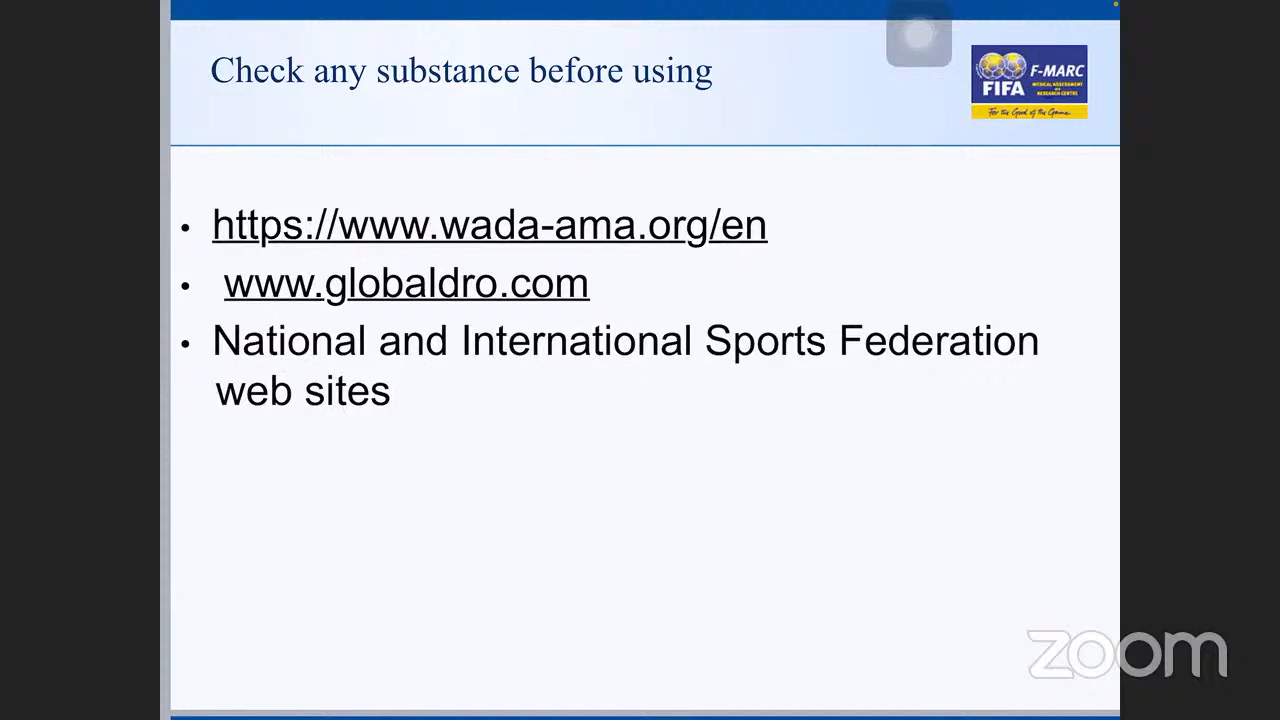 Check any substance before using
FIFA
F-MARC
MEDICAL ASSESSMENT
AND
RESEARCH CENTRE
For the Good of the Game
• https://www.wada-ama.org/en
• www.globaldro.com
• National and International Sports Federation
web sites
zoom